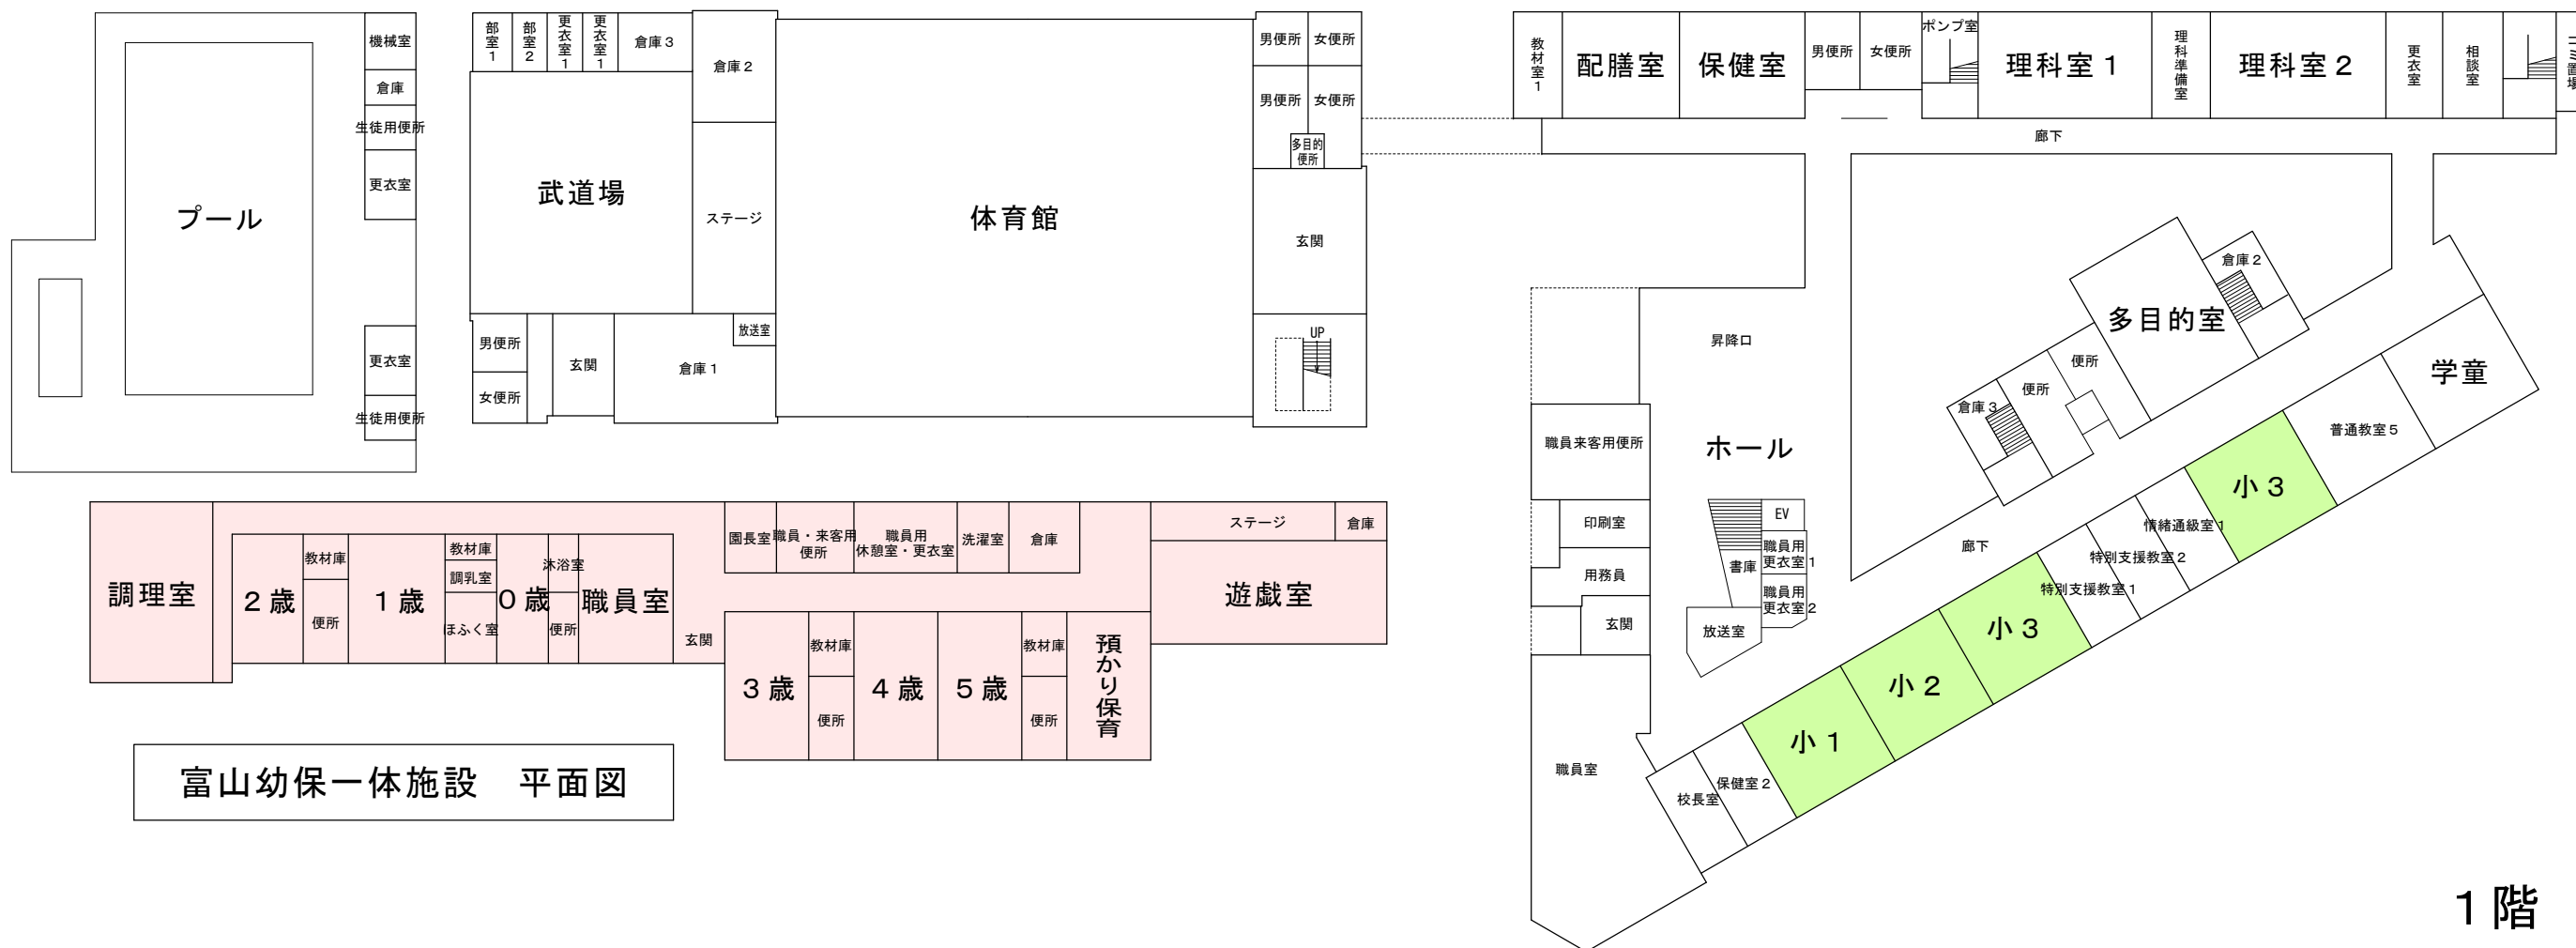 機械室
倉庫
生徒用便所
更衣室
プール
更衣室
生徒用便所
部室1
部室2
更衣室1
更衣室1
倉庫3
倉庫2
武道場
ステージ
放送室
男便所
女便所
玄関
倉庫1
体育館
男便所
女便所
男便所
女便所
多目的
便所
玄関
UP
教材室1
配膳室
保健室
男便所
女便所
ポンプ室
理科室1
理科準備室
理科室2
更衣室
相談室
ゴミ置場
廊下
昇降口
職員来客用便所
ホール
印刷室
用務員
玄関
EV
職員用
更衣室1
書庫
職員用
更衣室2
放送室
職員室
校長室
保健室2
小1
小2
小3
特別支援教室1
特別支援教室2
情緒通級室1
小3
普通教室5
学童
廊下
倉庫3
便所
便所
多目的室
倉庫2
調理室
2歳
教材庫
便所
1歳
教材庫
調乳室
ほふく室
0歳
沐浴室
便所
職員室
玄関
園長室
職員・来客用
便所
職員用
休憩室・更衣室
洗濯室
倉庫
ステージ
倉庫
遊戯室
3歳
教材庫
便所
4歳
5歳
教材庫
便所
預かり保育
富山幼保一体施設　平面図
1階